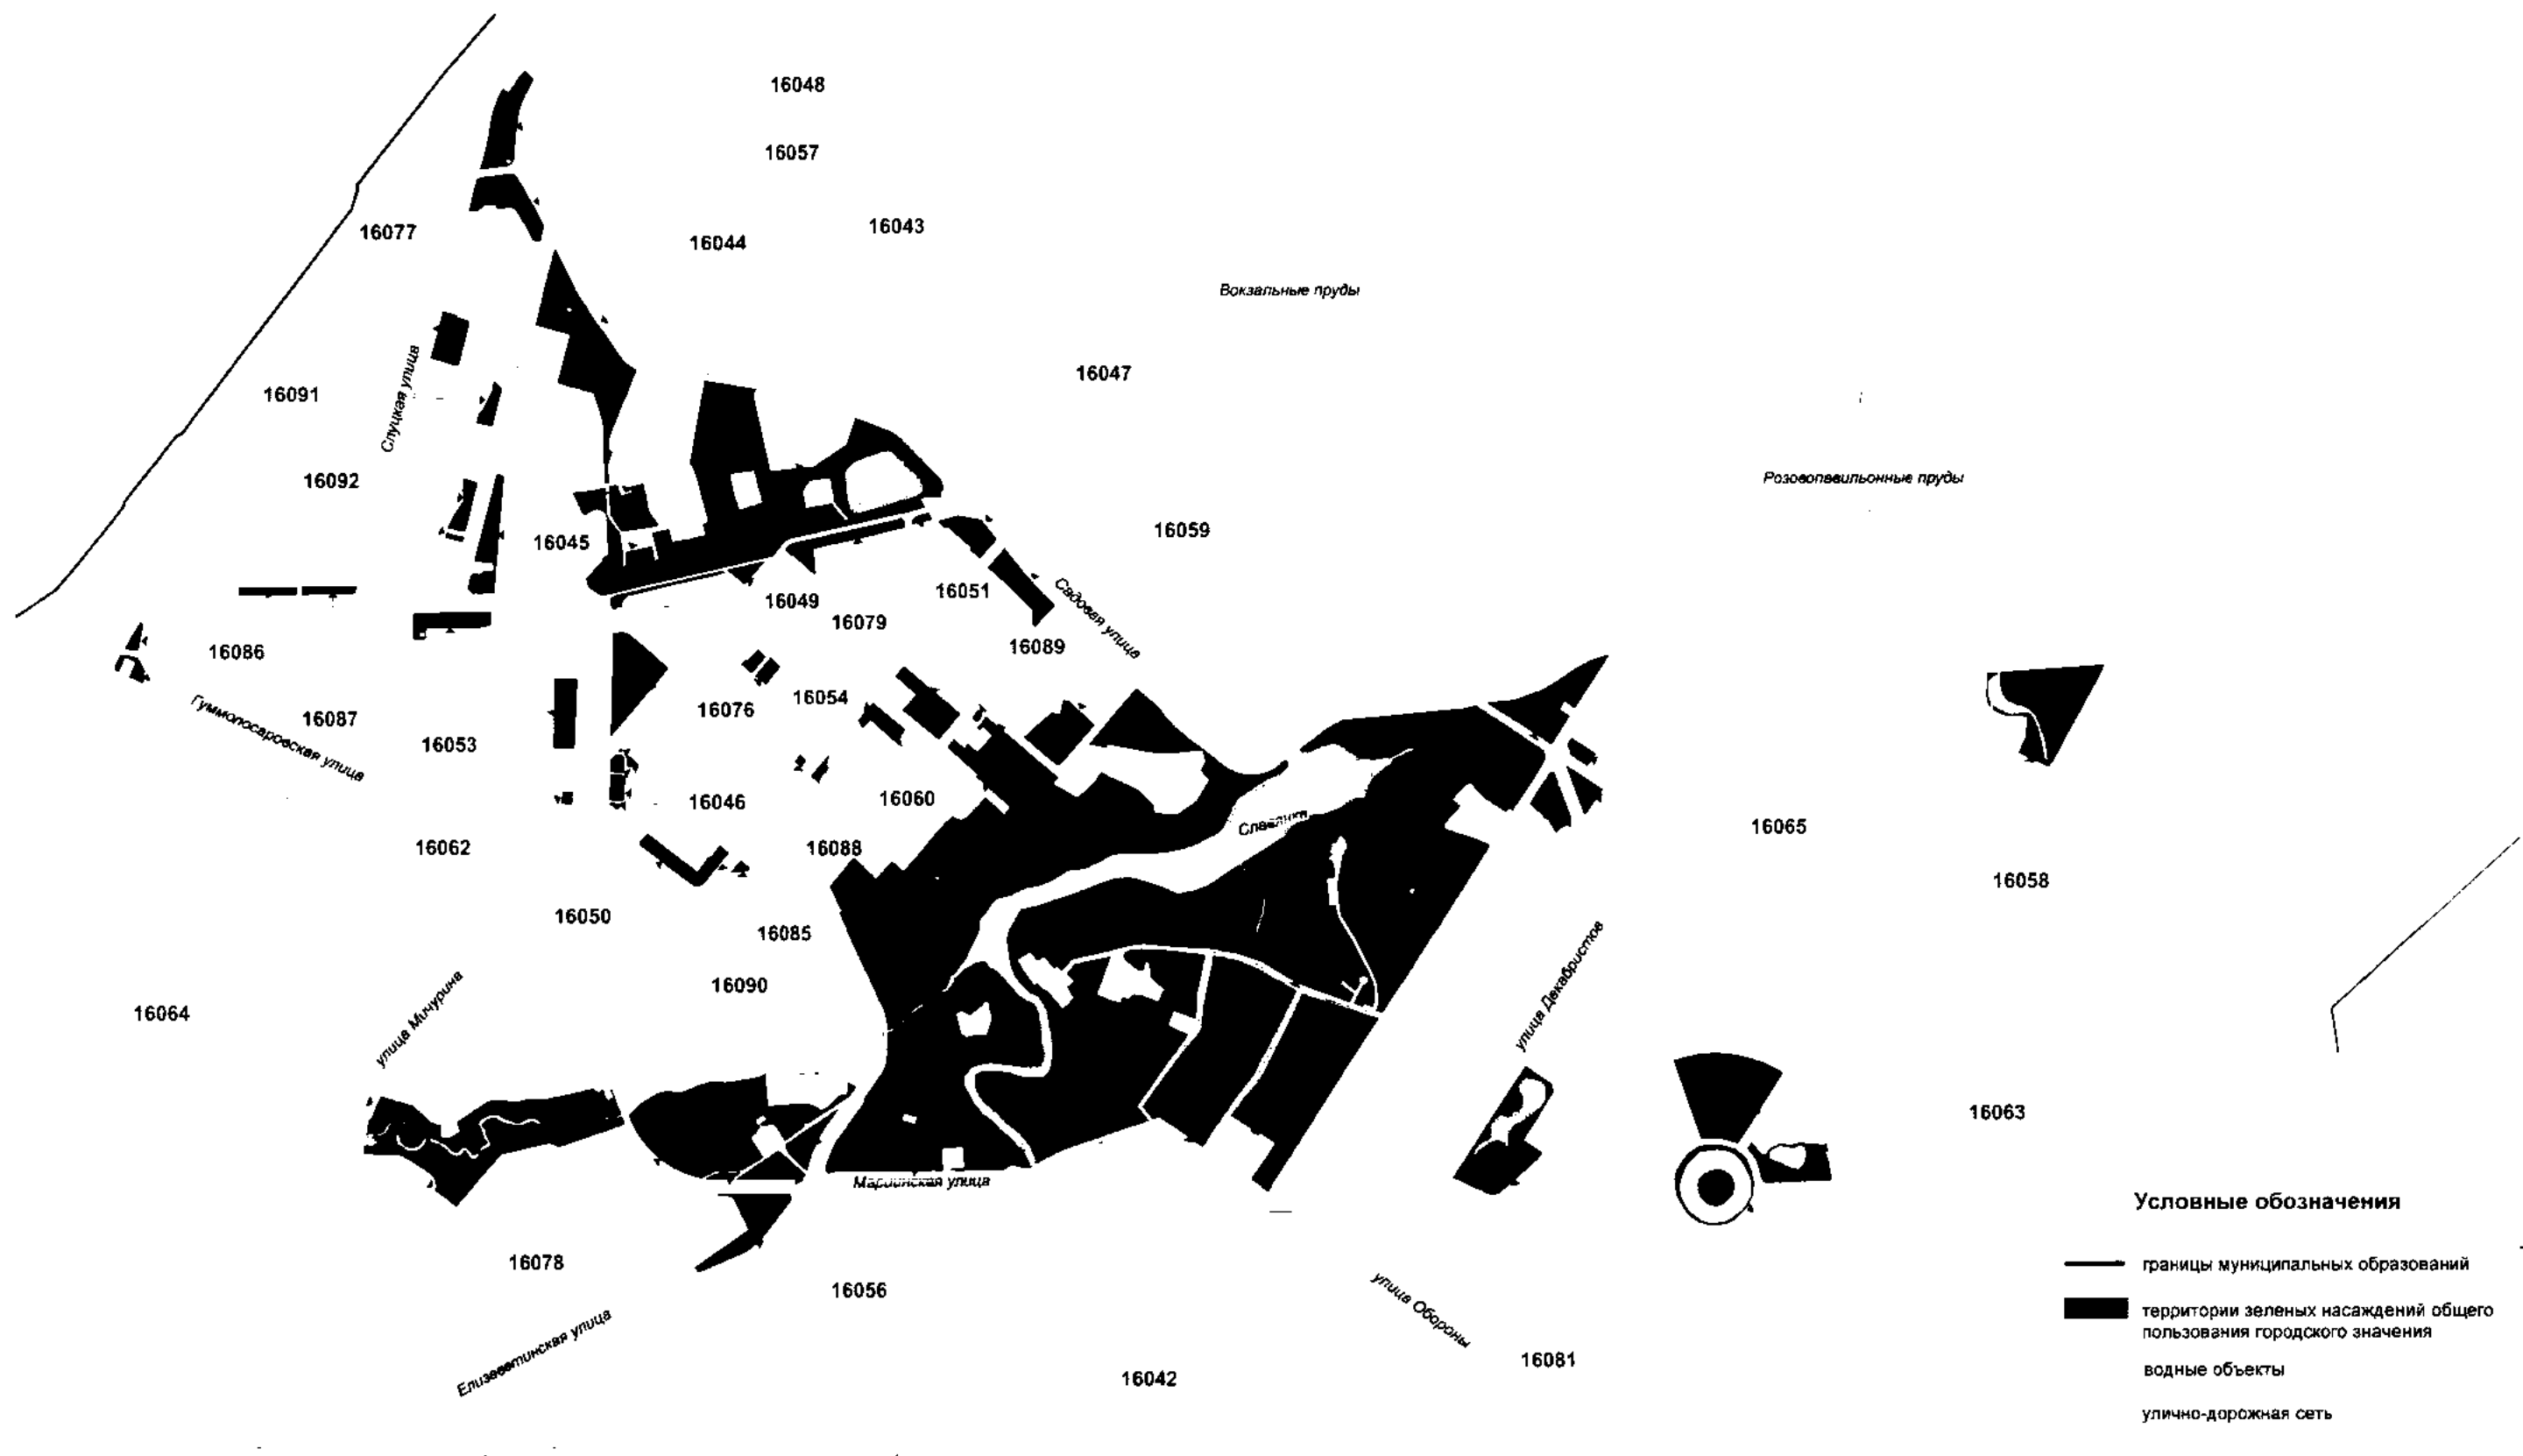 16048
16057
16043
16077
16044
Вокзальные пруды
16047
16091
Слуцкая улица
16092
Розовопавильонные пруды
16059
16045
16051
16049
Садовая улица
16079
16089
16086
16054
16076
16087
Гуммолосаровская улица
16053
16060
16046
Славянка
16065
16088
16062
16058
16050
16085
улица Декабристов
16090
16064
улица Мичурина
16063
Мариинская улица
Условные обозначения
16078
границы муниципальных образований
16056
территории зеленых насаждений общего
пользования городского значения
улица Обороны
Елизаветинская улица
16081
водные объекты
16042
улично-дорожная сеть